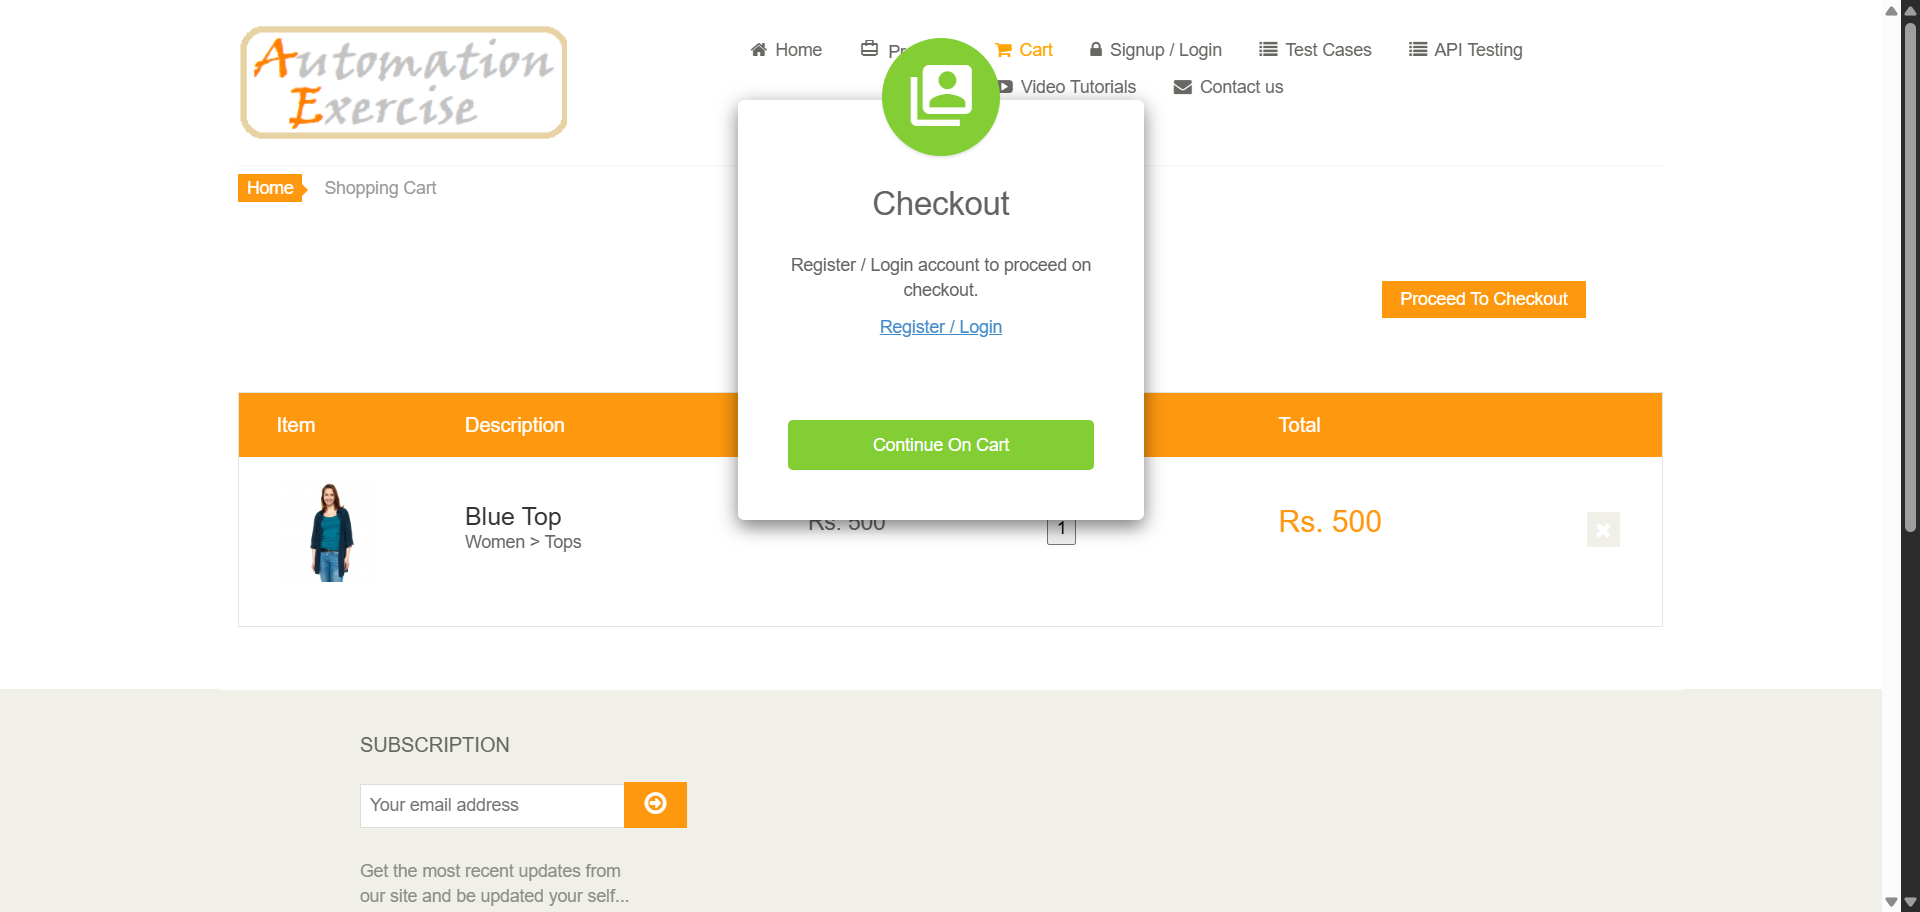 Automation
Exercise
Home
Cart
Signup / Login
Test Cases
API Testing
Video Tutorials
Contact us
Home
Shopping Cart
Checkout
Register / Login account to proceed on
checkout.
Register / Login
Continue On Cart
Proceed To Checkout
Item Description Total
Blue Top
Women > Tops
Rs. 500
1
Rs. 500
SUBSCRIPTION
Your email address
Get the most recent updates from
our site and be updated your self...